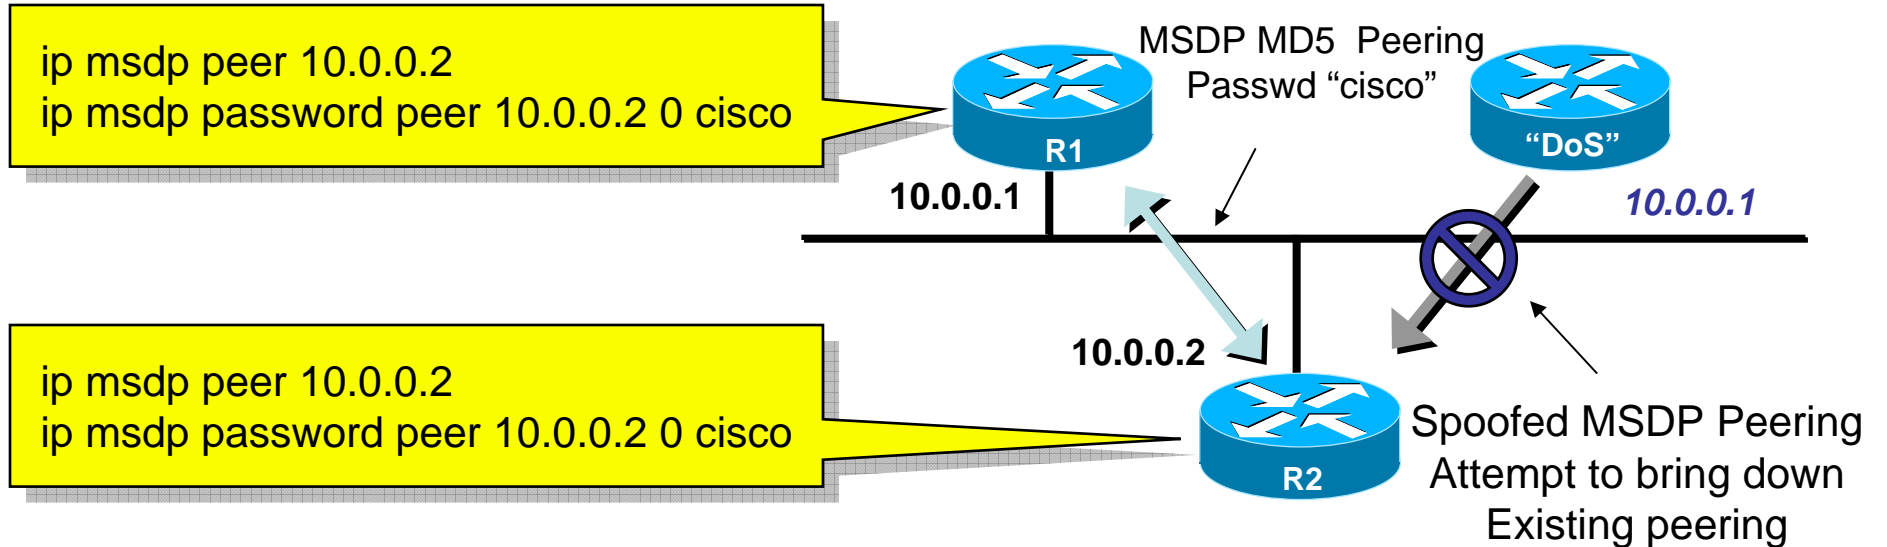 ip msdp peer 10.0.0.2
ip msdp password peer 10.0.0.2 0 cisco
MSDP MD5 Peering
Passwd “cisco”
R1
“DoS”
10.0.0.1
10.0.0.1
ip msdp peer 10.0.0.2
ip msdp password peer 10.0.0.2 0 cisco
10.0.0.2
R2
Spoofed MSDP Peering
Attempt to bring down
Existing peering